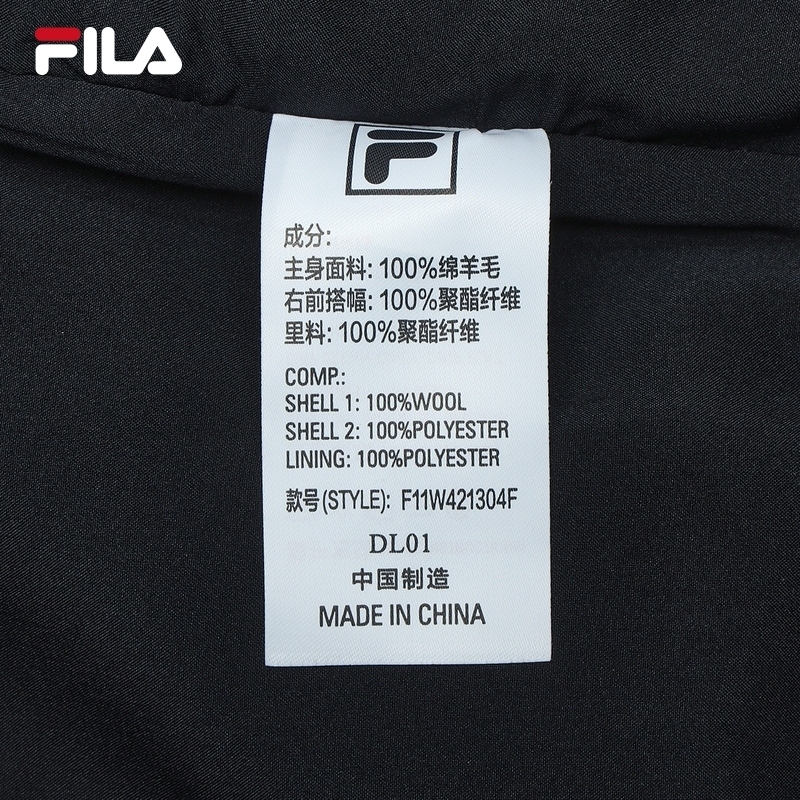 FILA
成分:
主身面料: 100%绵羊毛
右前搭幅: 100%聚酯纤维
里料: 100%聚酯纤维
COMP.:
SHELL 1: 100%WOOL
SHELL 2: 100%POLYESTER
LINING: 100%POLYESTER
款号(STYLE): F11W421304F
DL01
中国制造
MADE IN CHINA